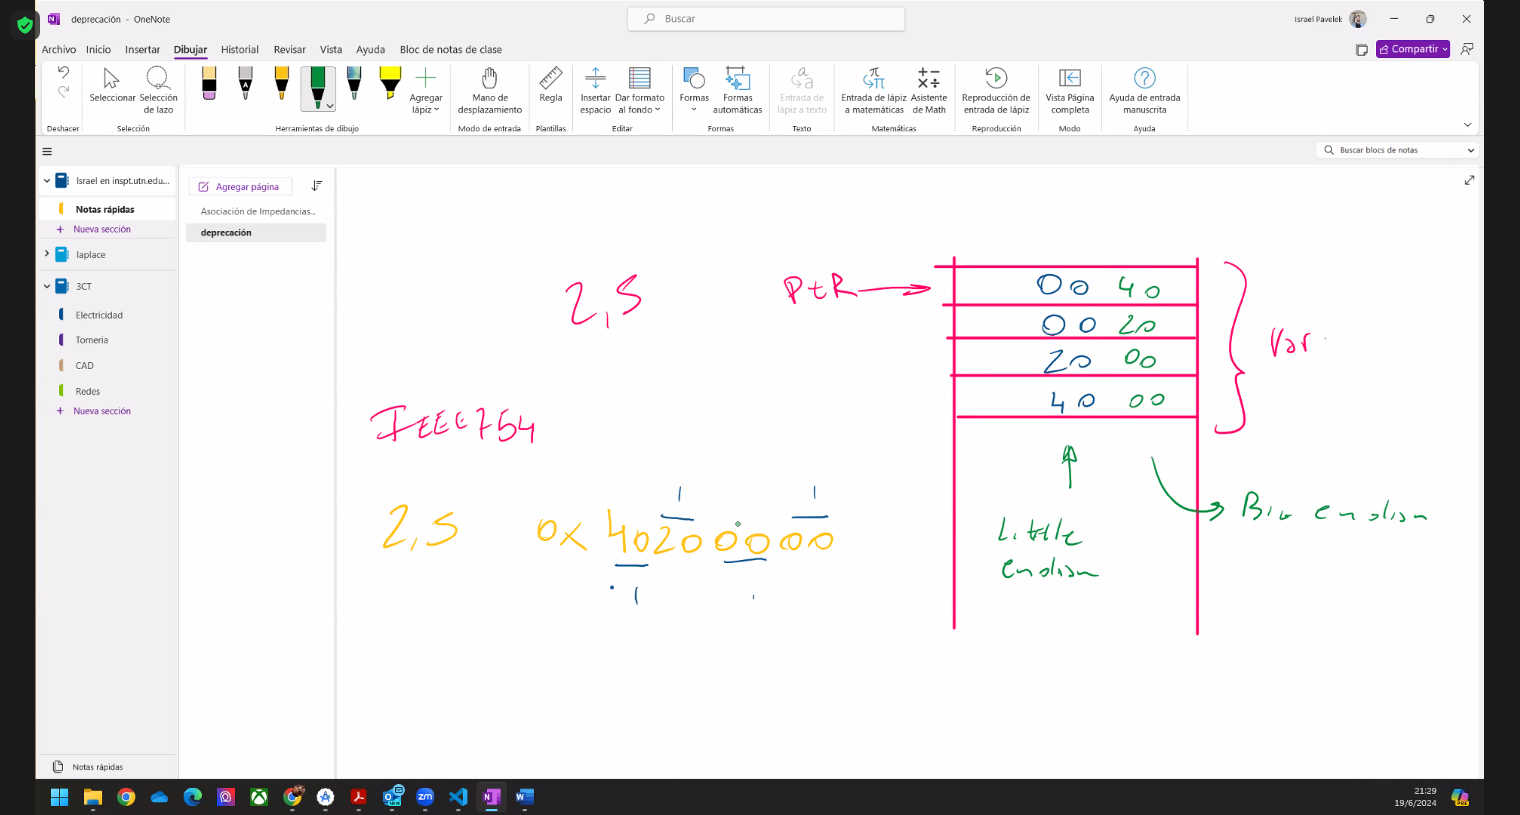 deprecación - OneNote
Buscar
Israel Pavelek
Archivo Inicio Insertar Dibujar Historial Revisar Vista Ayuda Bloc de notas de clase
Compartir
Deshacer
Seleccionar
Selección de lazo
Selección
A
Agregar lápiz
Herramientas de dibujo
Mano de desplazamiento
Modo de entrada
Regla
Plantillas
Insertar espacio
Dar formato al fondo
Editar
Formas
Formas automáticas
Formas
Entrada de lápiz a texto
Texto
Entrada de lápiz a matemáticas
Asistente de Math
Matemáticas
Reproducción de entrada de lápiz
Reproducción
Vista Página completa
Modo
Ayuda de entrada manuscrita
Ayuda
Buscar blocs de notas
Israel en inspt.utn.edu...
Notas rápidas
Nueva sección
laplace
3CT
Electricidad
Torneria
CAD
Redes
Nueva sección
Notas rápidas
Agregar página
Asociación de Impedancias...
deprecación
2,5
PtR
00 40
00 20
20 00
40 00
Var
IEEE754
2,5 0x 40200000
1 1
1
Little
endian
Big endian
21:29
19/6/2024